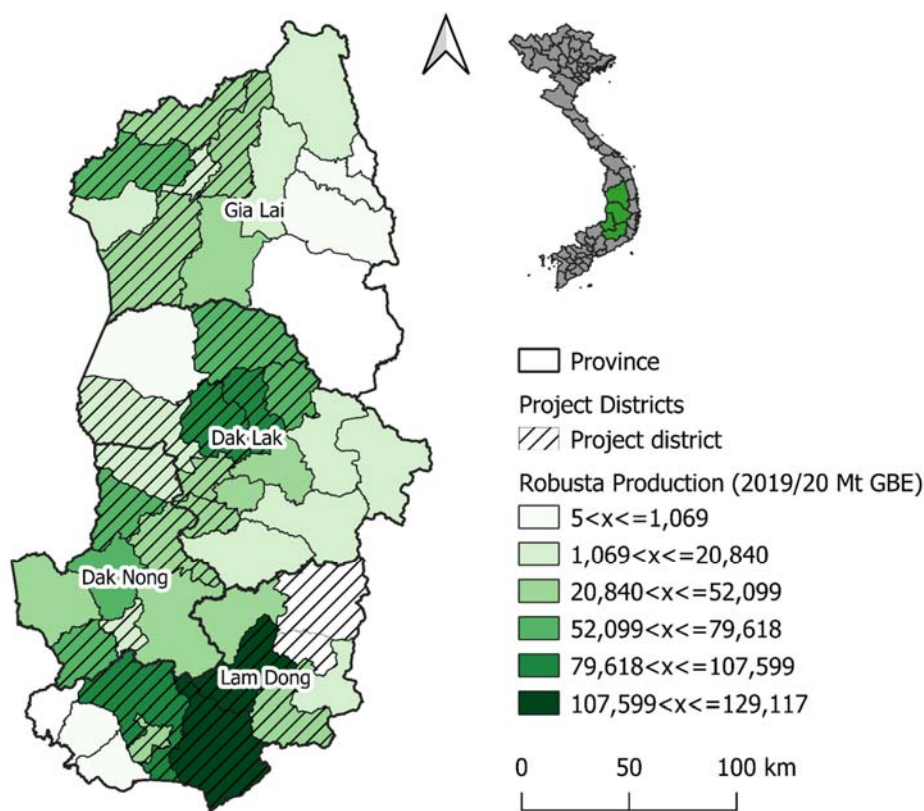 Gia Lai
Dak Lak
Dak Nong
Lam Dong
Province
Project Districts
Project district
Robusta Production (2019/20 Mt GBE)
5<x<=1,069
1,069<x<=20,840
20,840<x<=52,099
52,099<x<=79,618
79,618<x<=107,599
107,599<x<=129,117
0 50 100 km